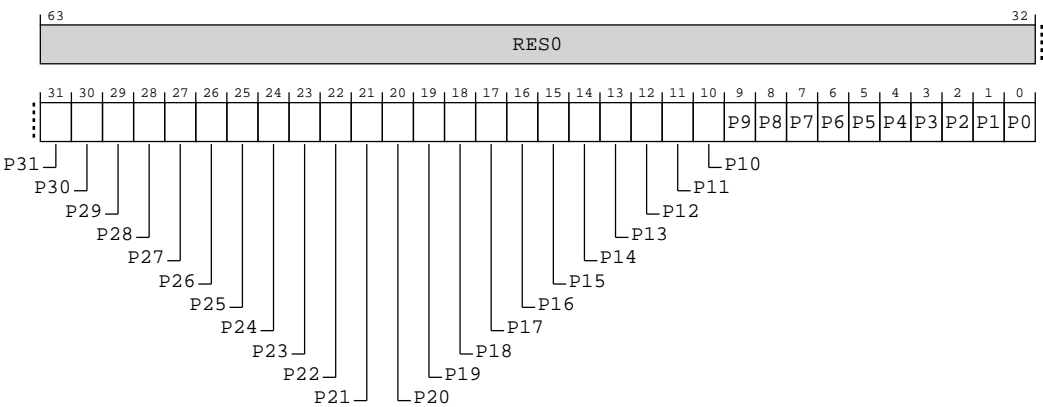 63 32
RES0
31 30 29 28 27 26 25 24 23 22 21 20 19 18 17 16 15 14 13 12 11 10 9 8 7 6 5 4 3 2 1 0
P9 P8 P7 P6 P5 P4 P3 P2 P1 P0
P31 P10
P30 P11
P29 P12
P28 P13
P27 P14
P26 P15
P25 P16
P24 P17
P23 P18
P22 P19
P21 P20